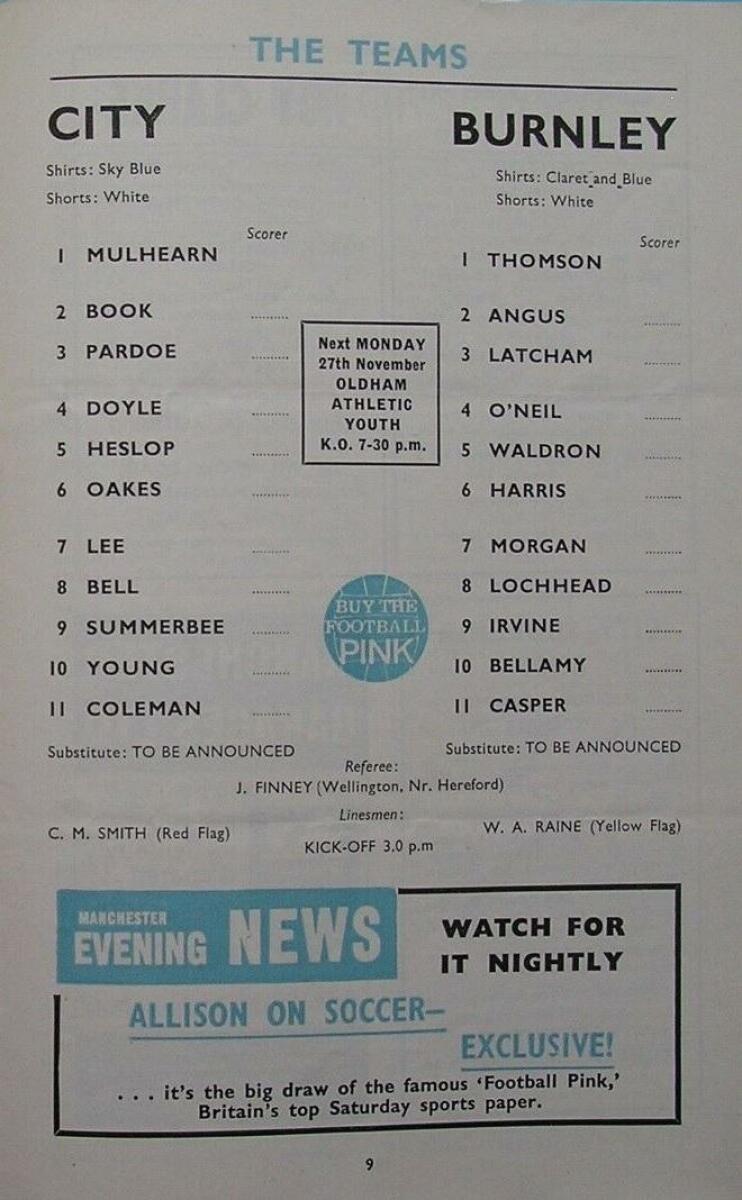 THE TEAMS
CITY
Shirts: Sky Blue
Shorts: White
Scorer
1 MULHEARN
2 BOOK ..........
3 PARDOE ..........
4 DOYLE ..........
5 HESLOP ..........
6 OAKES ..........
7 LEE ..........
8 BELL ..........
9 SUMMERBEE ..........
10 YOUNG ..........
11 COLEMAN ..........
Substitute: TO BE ANNOUNCED
BURNLEY
Shirts: Claret and Blue
Shorts: White
Scorer
1 THOMSON
2 ANGUS ..........
3 LATCHAM ..........
4 O'NEIL ..........
5 WALDRON ..........
6 HARRIS ..........
7 MORGAN ..........
8 LOCHHEAD ..........
9 IRVINE ..........
10 BELLAMY ..........
11 CASPER ..........
Substitute: TO BE ANNOUNCED
Next MONDAY
27th November
OLDHAM
ATHLETIC
YOUTH
K.O. 7-30 p.m.
BUY THE
FOOTBALL
PINK
Referee:
J. FINNEY (Wellington, Nr. Hereford)
Linesmen:
C. M. SMITH (Red Flag)
W. A. RAINE (Yellow Flag)
KICK-OFF 3.0 p.m
MANCHESTER
EVENING NEWS
WATCH FOR
IT NIGHTLY
ALLISON ON SOCCER—
EXCLUSIVE!
. . . it's the big draw of the famous 'Football Pink,'
Britain's top Saturday sports paper.
9